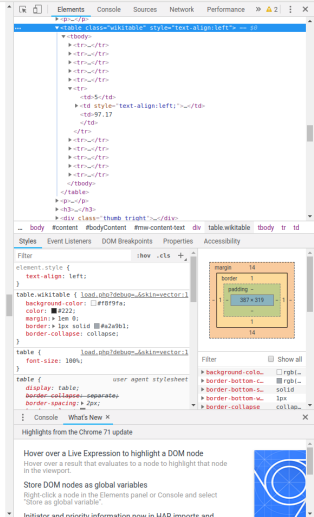 Elements Console Sources Network Performance » 2
▸<p>…</p>
… ▾<table class="wikitable" style="text-align:left"> == $0
▾<tbody>
▸<tr>…</tr>
▸<tr>…</tr>
▸<tr>…</tr>
▸<tr>…</tr>
▸<tr>…</tr>
▾<tr>
<td>5</td>
▸<td style="text-align:left;">…</td>
<td>97.17
</td>
</tr>
▸<tr>…</tr>
▸<tr>…</tr>
▸<tr>…</tr>
▸<tr>…</tr>
▸<tr>…</tr>
</tbody>
</table>
▸<p>…</p>
▸<h3>…</h3>
▸<div class="thumb tright">…</div>
… body #content #bodyContent #mw-content-text div table.wikitable tbody tr td
Styles Event Listeners DOM Breakpoints Properties Accessibility
Filter :hov .cls +
element.style {
text-align: left;
}
table.wikitable { load.php?debug=…&skin=vector:1
background-color: #f8f9fa;
color: #222;
margin: 1em 0;
border: 1px solid #a2a9b1;
border-collapse: collapse;
}
table { load.php?debug=…&skin=vector:1
font-size: 100%;
}
table { user agent stylesheet
display: table;
border-collapse: separate;
border-spacing: 2px;
margin 14
border 1
padding -
- 1 - 387 × 319 - 1 -
-
1
14
Filter Show all
background-colo… rgb(…
border-bottom-c… rgb(…
border-bottom-s… solid
border-bottom-w… 1px
border-collapse collap…
Console What's New ×
Highlights from the Chrome 71 update
Hover over a Live Expression to highlight a DOM node
Hover over a result that evaluates to a node to highlight that node
in the viewport.
Store DOM nodes as global variables
Right-click a node in the Elements panel or Console and select
"Store as global variable".
Initiator and priority information now in HAR imports and